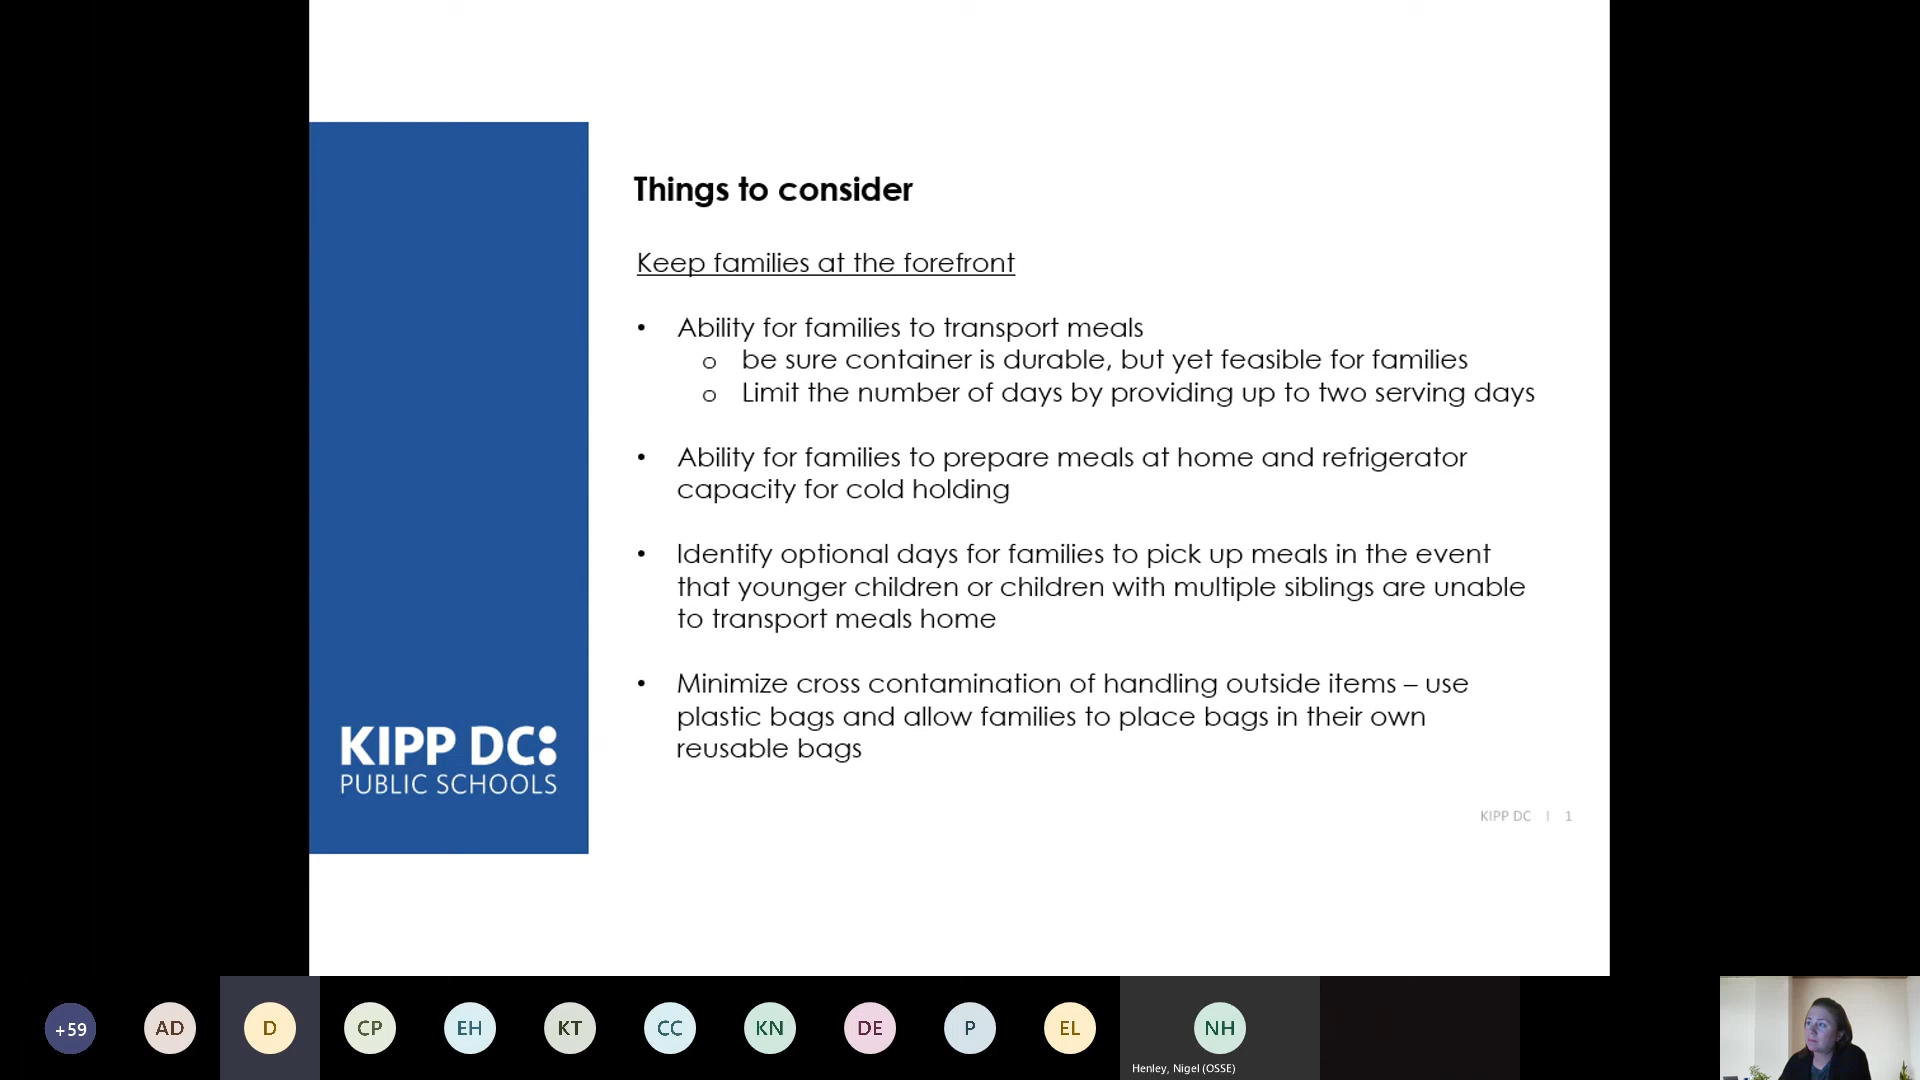 Things to consider
Keep families at the forefront
• Ability for families to transport meals
o be sure container is durable, but yet feasible for families
o Limit the number of days by providing up to two serving days
• Ability for families to prepare meals at home and refrigerator
capacity for cold holding
• Identify optional days for families to pick up meals in the event
that younger children or children with multiple siblings are unable
to transport meals home
• Minimize cross contamination of handling outside items – use
plastic bags and allow families to place bags in their own
reusable bags
KIPP DC:
PUBLIC SCHOOLS
KIPP DC | 1
+59 AD D CP EH KT CC KN DE P EL NH
Henley, Nigel (OSSE)